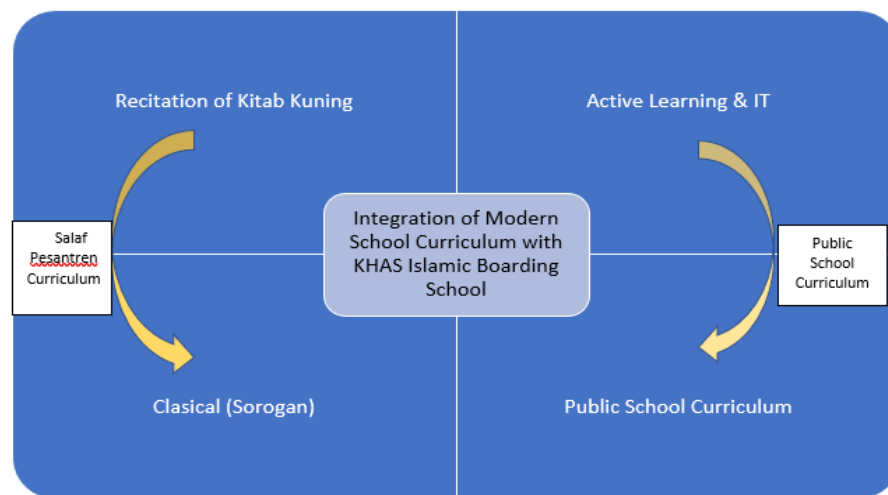 Recitation of Kitab Kuning
Active Learning & IT
Integration of Modern
School Curriculum with
KHAS Islamic Boarding
School
Salaf
Pesantren
Curriculum
Public
School
Curriculum
Clasical (Sorogan)
Public School Curriculum